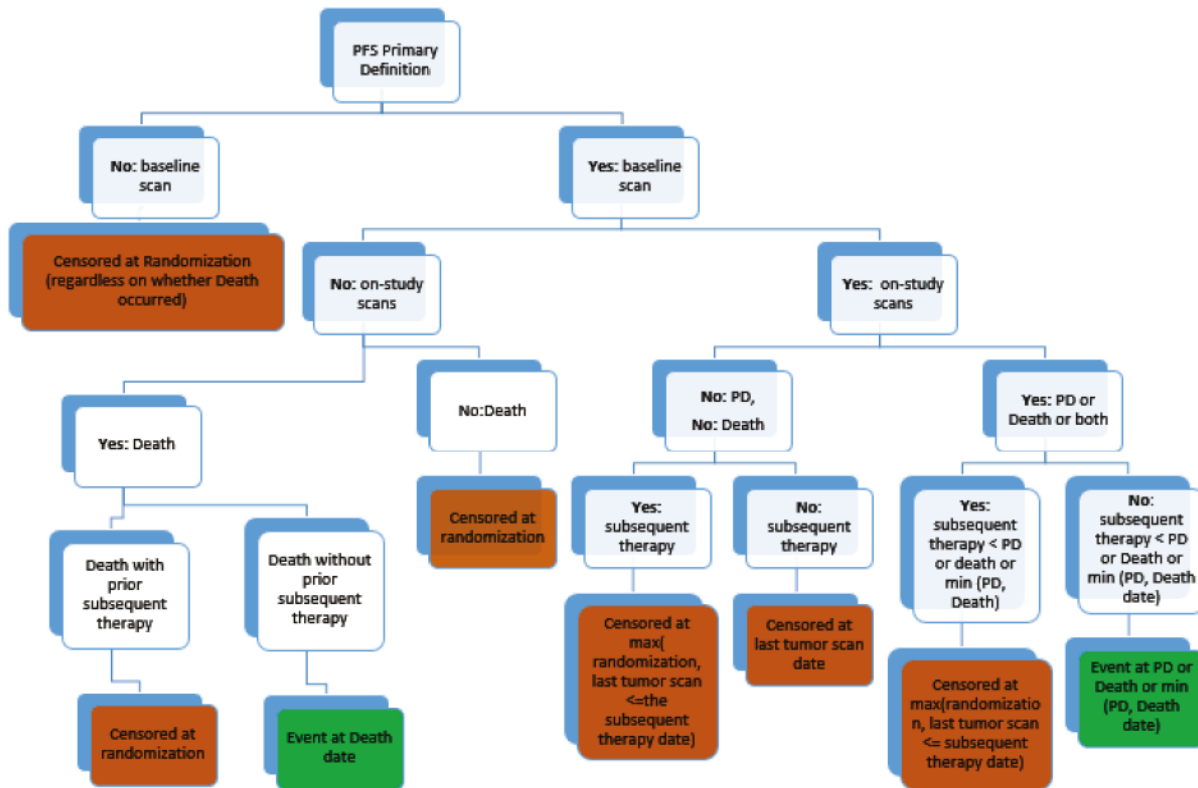 PFS Primary
Definition
No: baseline
scan
Yes: baseline
scan
Censored at Randomization
(regardless on whether Death
occurred)
No: on-study
scans
Yes: on-study
scans
Yes: Death
No:Death
No: PD,
No: Death
Yes: PD or
Death or both
Death with
prior
subsequent
therapy
Death without
prior
subsequent
therapy
Censored at
randomization
Yes:
subsequent
therapy
No:
subsequent
therapy
Yes:
subsequent
therapy < PD
or death or
min (PD,
Death)
No:
subsequent
therapy < PD
or Death or
min (PD, Death
date)
Censored at
randomization
Event at Death
date
Censored at
max(
randomization,
last tumor scan
<=the
subsequent
therapy date)
Censored at
last tumor scan
date
Censored at
max(randomizatio
n, last tumor scan
<= subsequent
therapy date)
Event at PD or
Death or min
(PD, Death
date)